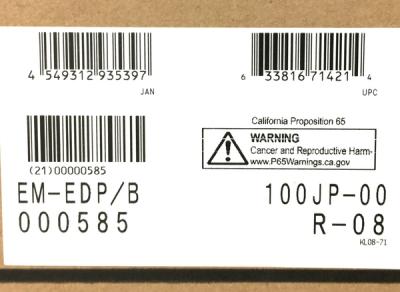 4 549312 935397
JAN
6 33816 71421 4
UPC
California Proposition 65
WARNING
Cancer and Reproductive Harm-
www.P65Warnings.ca.gov
(21)00000585
EM-EDP/B
000585
100JP-00
R-08
KL08-71